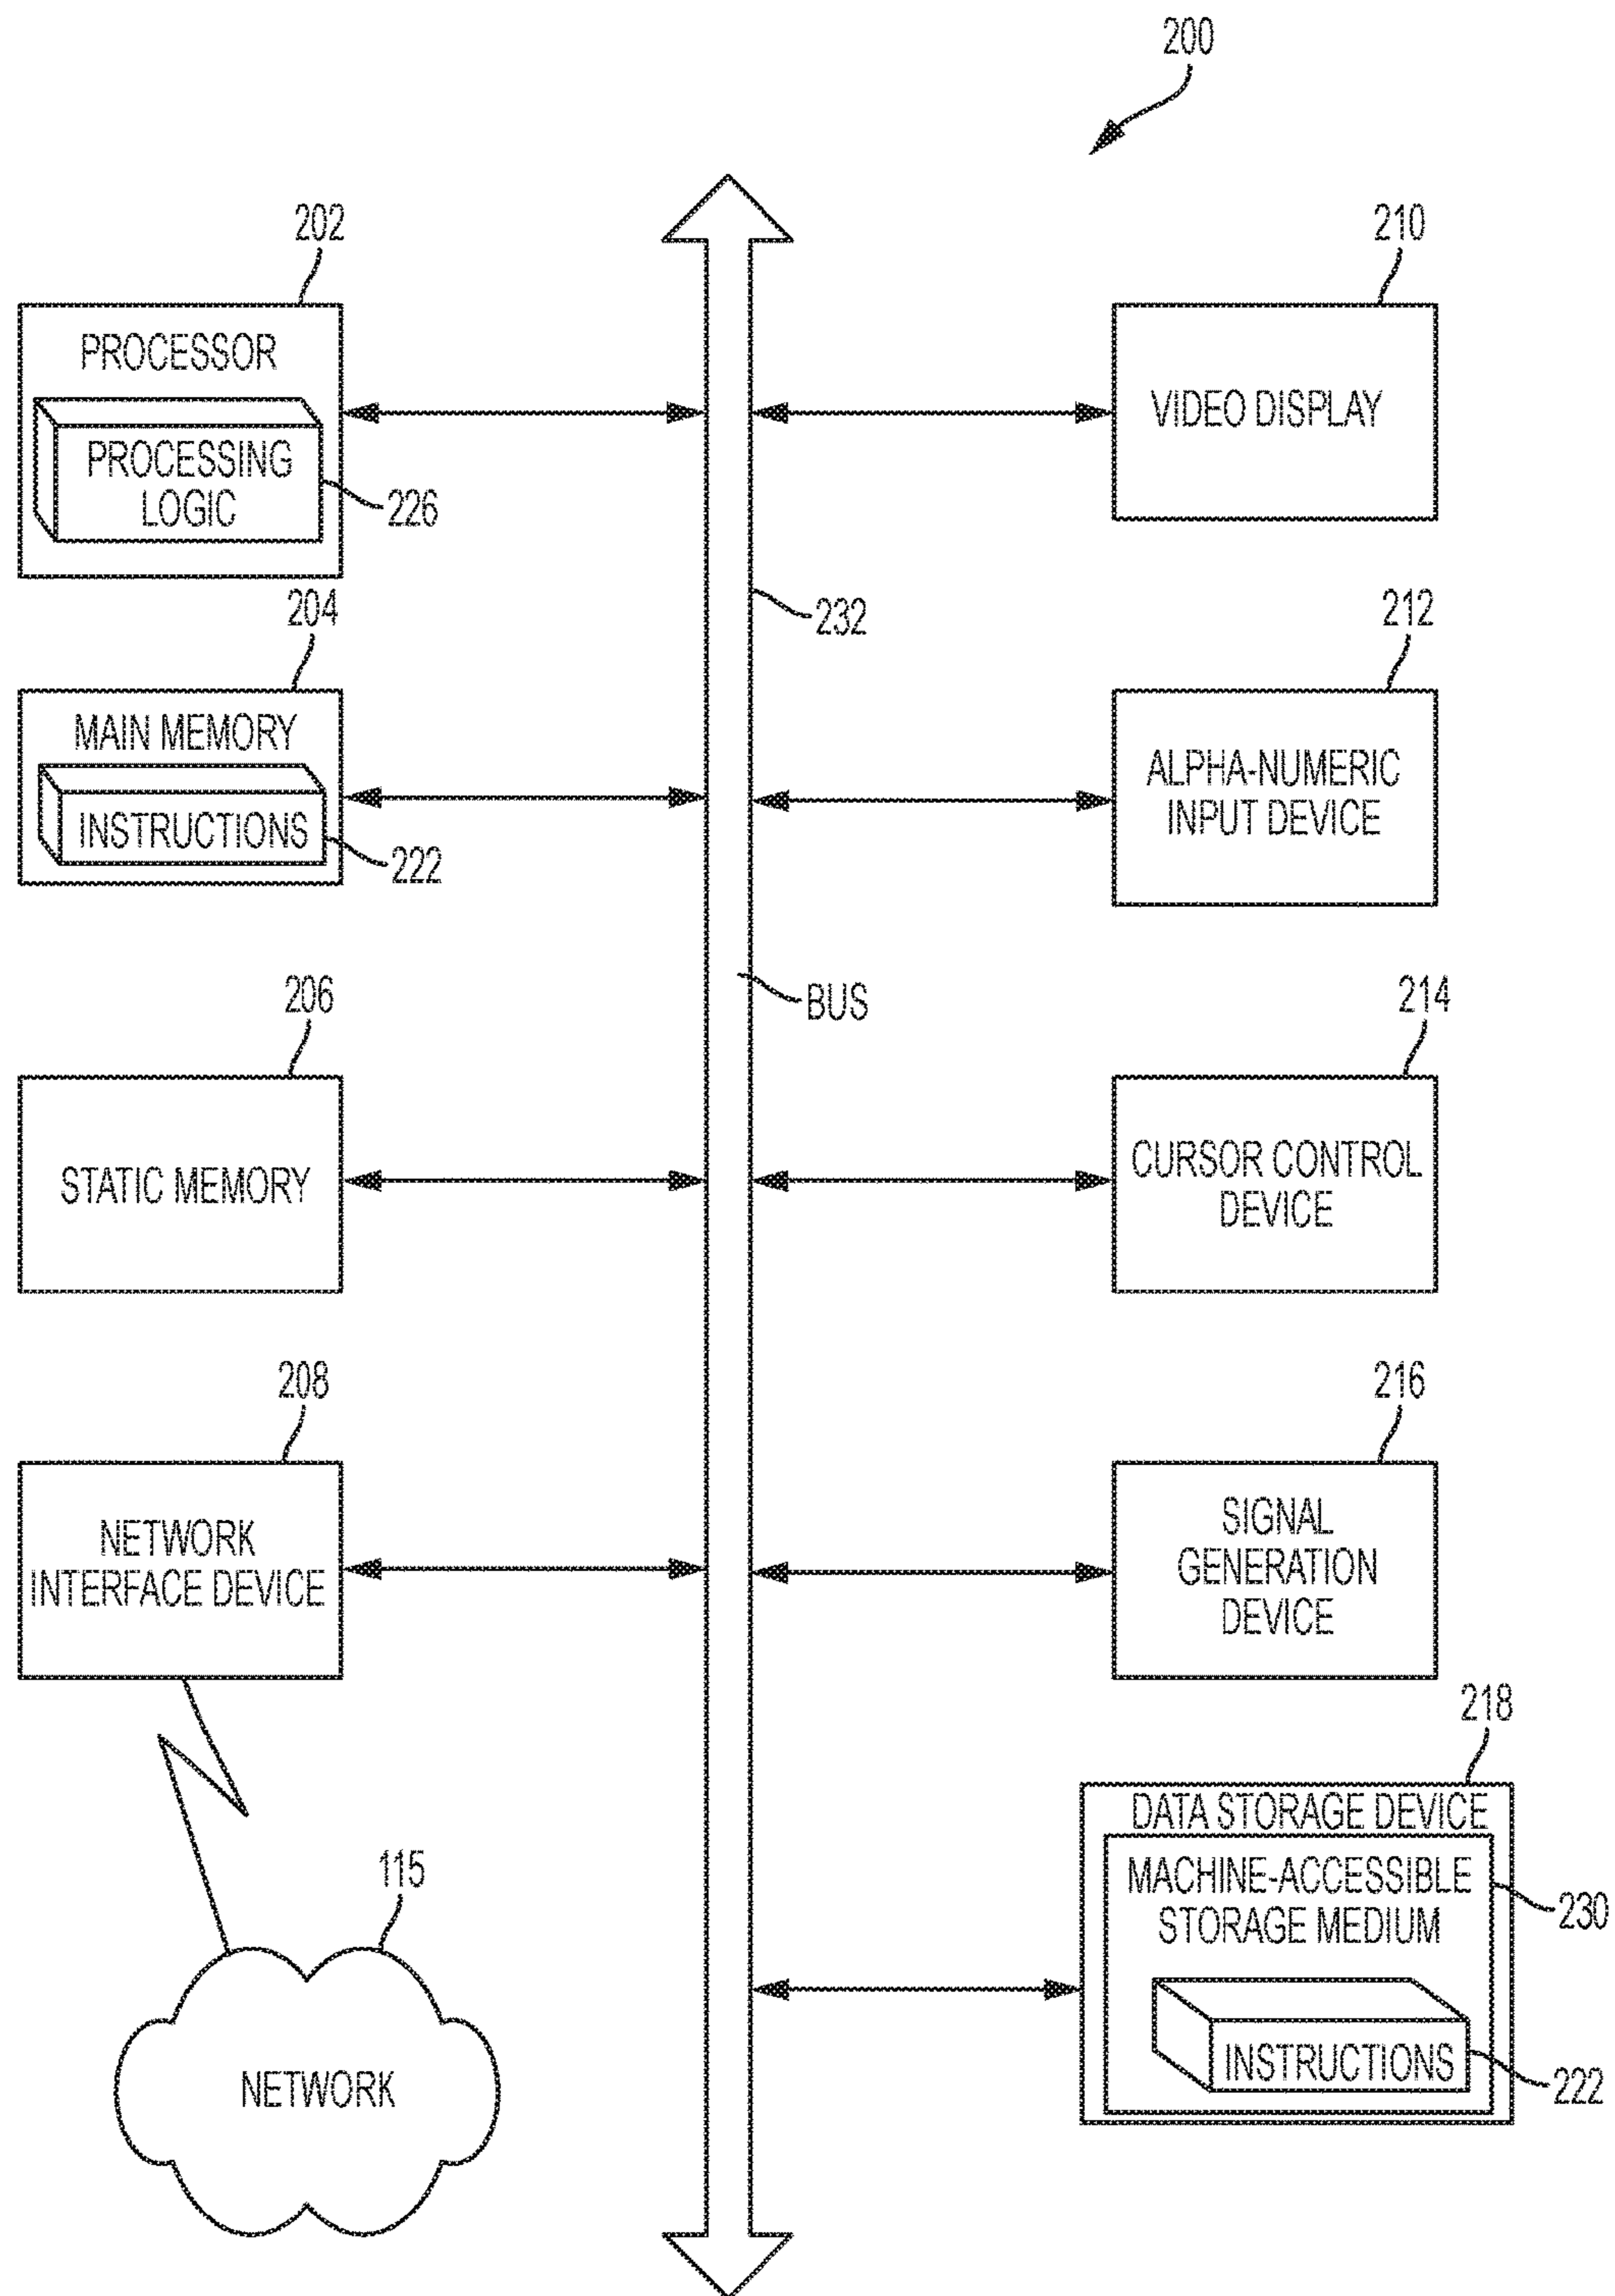 200
202
PROCESSOR
PROCESSING
LOGIC
226
210
VIDEO DISPLAY
232
204
MAIN MEMORY
INSTRUCTIONS
222
212
ALPHA-NUMERIC
INPUT DEVICE
BUS
206
STATIC MEMORY
214
CURSOR CONTROL
DEVICE
208
NETWORK
INTERFACE DEVICE
216
SIGNAL
GENERATION
DEVICE
115
NETWORK
218
DATA STORAGE DEVICE
MACHINE-ACCESSIBLE
STORAGE MEDIUM
230
INSTRUCTIONS
222